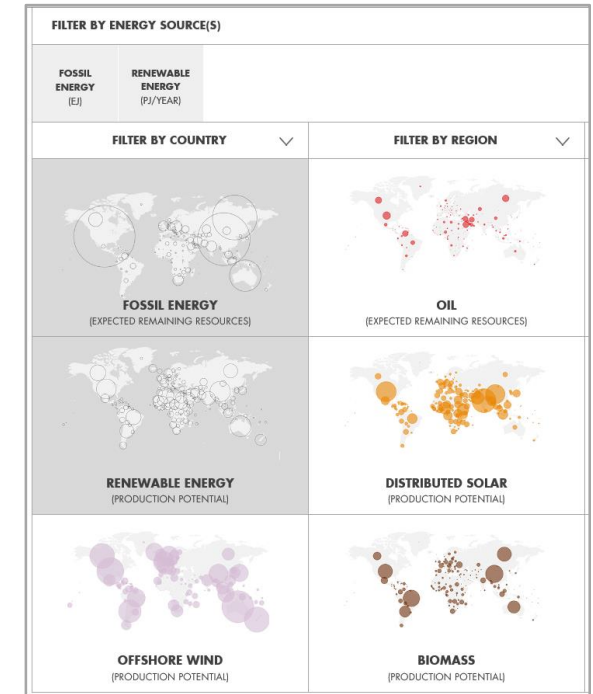 FILTER BY ENERGY SOURCE(S)
FOSSIL
ENERGY
(EJ)
RENEWABLE
ENERGY
(PJ/YEAR)
FILTER BY COUNTRY
FILTER BY REGION
FOSSIL ENERGY
(EXPECTED REMAINING RESOURCES)
OIL
(EXPECTED REMAINING RESOURCES)
RENEWABLE ENERGY
(PRODUCTION POTENTIAL)
DISTRIBUTED SOLAR
(PRODUCTION POTENTIAL)
OFFSHORE WIND
(PRODUCTION POTENTIAL)
BIOMASS
(PRODUCTION POTENTIAL)